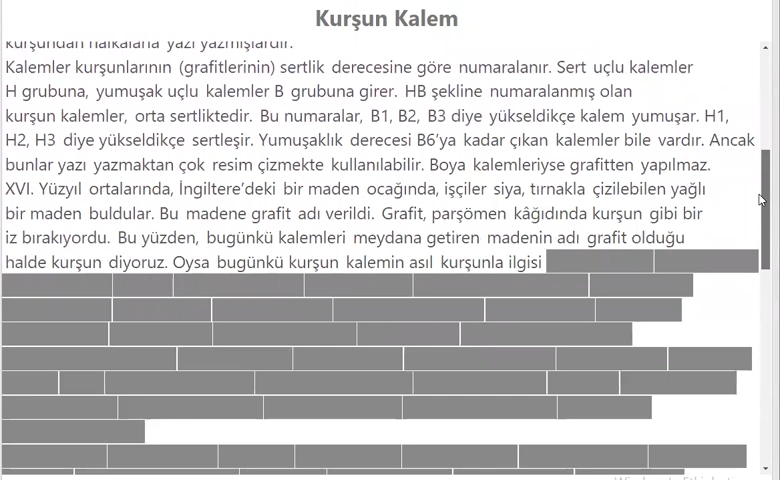 Kurşun Kalem
kurşundan halkalarla yazı yazmışlardır.
Kalemler kurşunlarının (grafitlerinin) sertlik derecesine göre numaralanır. Sert uçlu kalemler
H grubuna, yumuşak uçlu kalemler B grubuna girer. HB şekline numaralanmış olan
kurşun kalemler, orta sertliktedir. Bu numaralar, B1, B2, B3 diye yükseldikçe kalem yumuşar. H1,
H2, H3 diye yükseldikçe sertleşir. Yumuşaklık derecesi B6'ya kadar çıkan kalemler bile vardır. Ancak
bunlar yazı yazmaktan çok resim çizmekte kullanılabilir. Boya kalemleriyse grafitten yapılmaz.
XVI. Yüzyıl ortalarında, İngiltere'deki bir maden ocağında, işçiler siya, tırnakla çizilebilen yağlı
bir maden buldular. Bu madene grafit adı verildi. Grafit, parşömen kâğıdında kurşun gibi bir
iz bırakıyordu. Bu yüzden, bugünkü kalemleri meydana getiren madenin adı grafit olduğu
halde kurşun diyoruz. Oysa bugünkü kurşun kalemin asıl kurşunla ilgisi